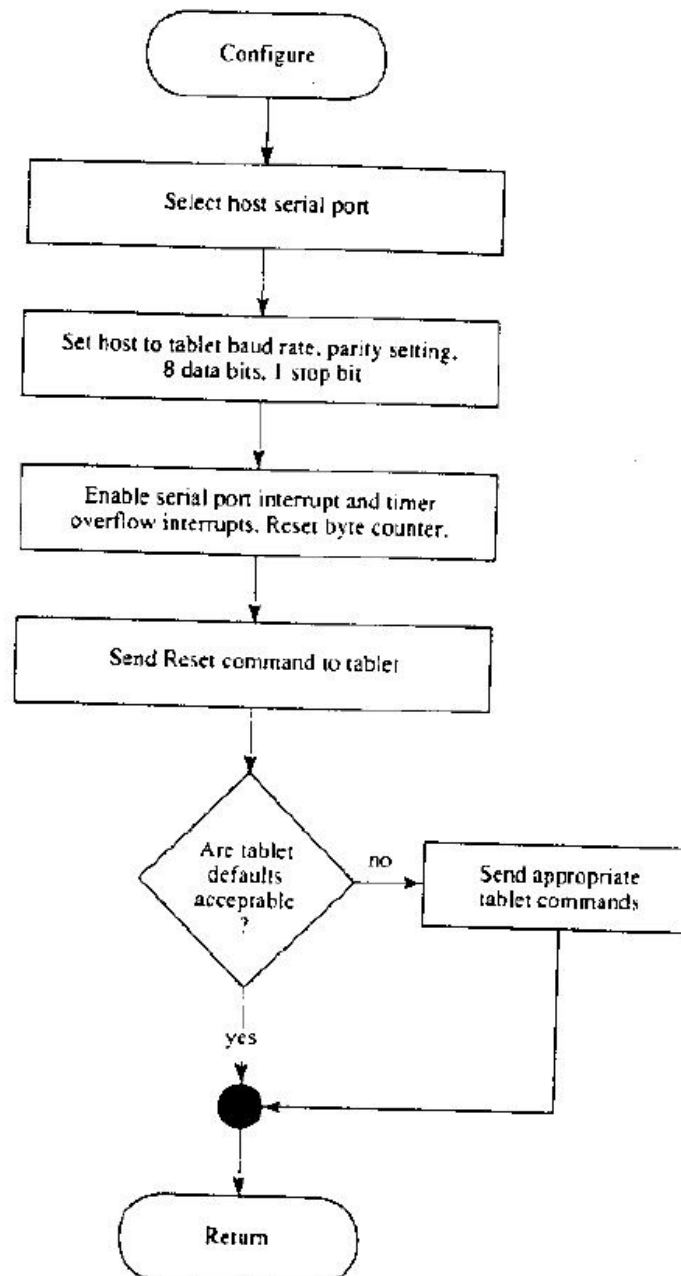 Configure
Select host serial port
Set host to tablet baud rate, parity setting,
8 data bits, 1 stop bit
Enable serial port interrupt and timer
overflow interrupts. Reset byte counter.
Send Reset command to tablet
Are tablet
defaults
acceptable
?
no
Send appropriate
tablet commands
yes
Return